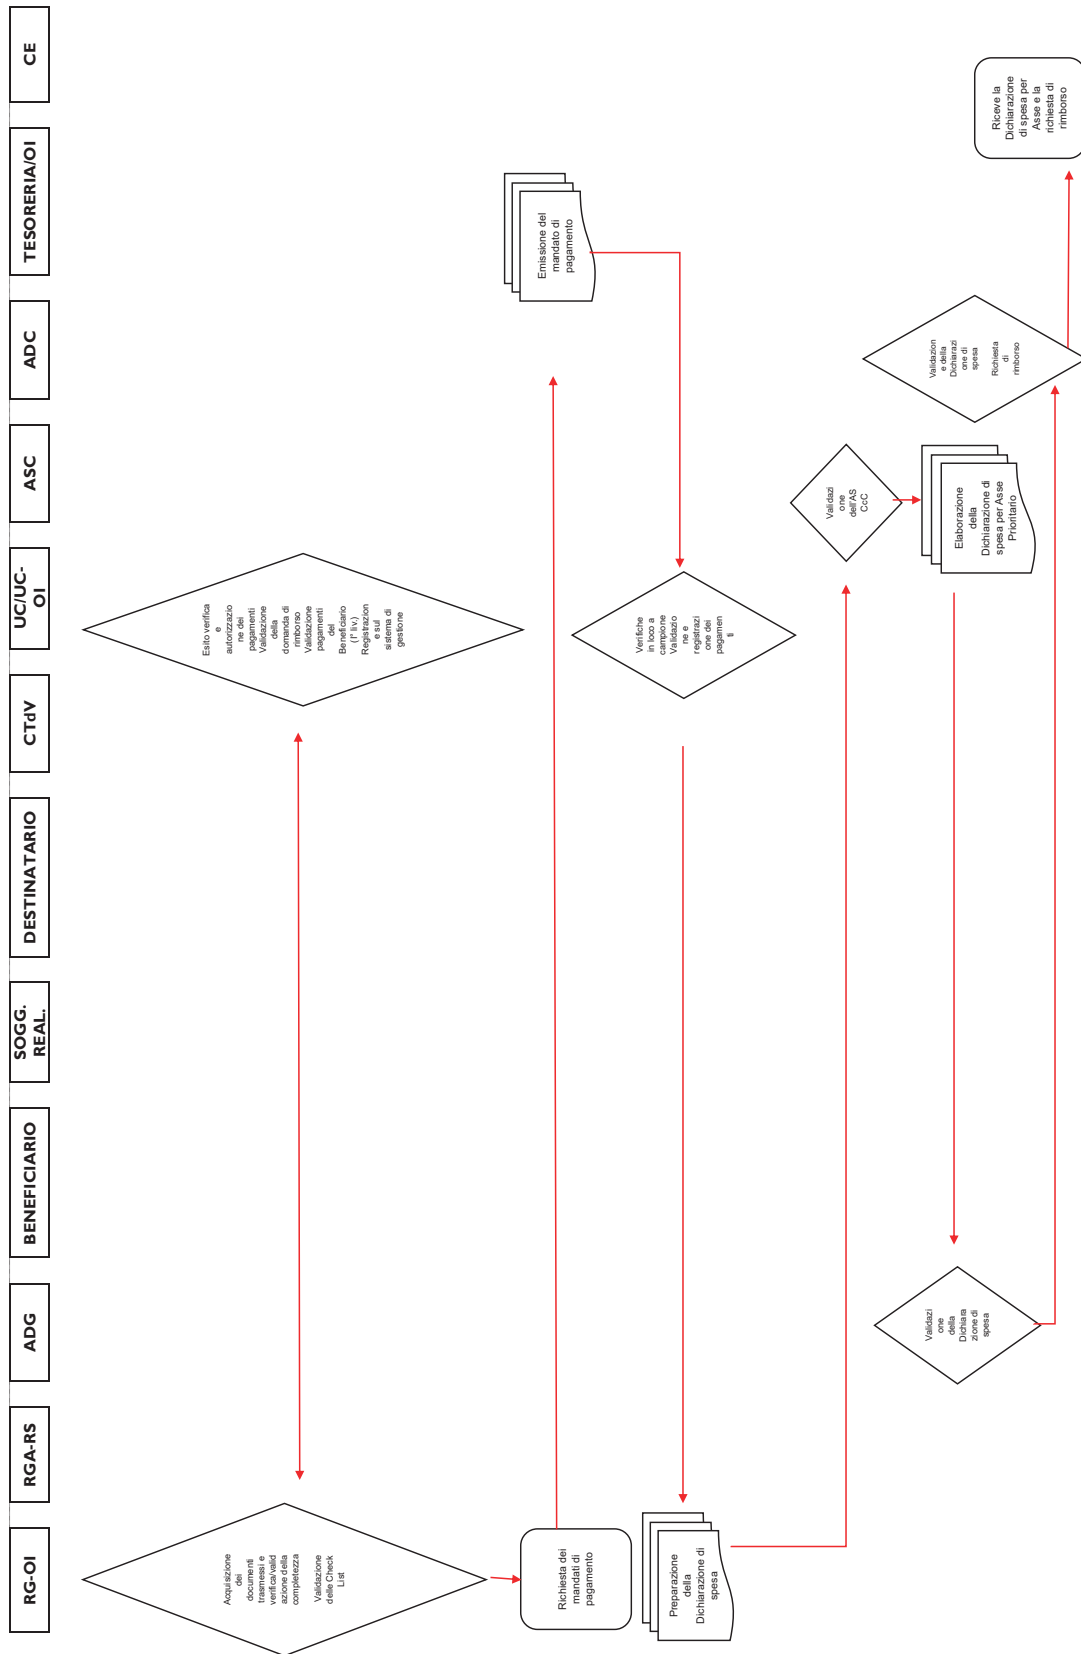 RG-OI
RGA-RS
ADG
BENEFICIARIO
SOGG.
REAL.
DESTINATARIO
CTdV
UC/UC-
OI
ASC
ADC
TESORERIA/OI
CE
Acquisizione
dei
documenti
trasmessi e
verifica/valid
azione della
completezza
Validazione
delle Check
List
Esito verifica
e
autorizzazio
ne dei
pagamenti
Validazione
della
domanda di
rimborso
Validazione
pagamenti
del
Beneficiario
(I° liv.)
Registrazion
e sul
sistema di
gestione
Richiesta dei
mandati di
pagamento
Emissione del
mandato di
pagamento
Verifiche
in loco a
campione
Validazio
ne e
registrazi
one dei
pagamen
ti
Preparazione
della
Dichiarazione di
spesa
Validazi
one
dell'AS
CcC
Elaborazione
della
Dichiarazione di
spesa per Asse
Prioritario
Validazi
one
della
Dichiara
zione di
spesa
Validazion
e della
Dichiarazi
one di
spesa
Richiesta
di
rimborso
Riceve la
Dichiarazione
di spesa per
Asse e la
richiesta di
rimborso